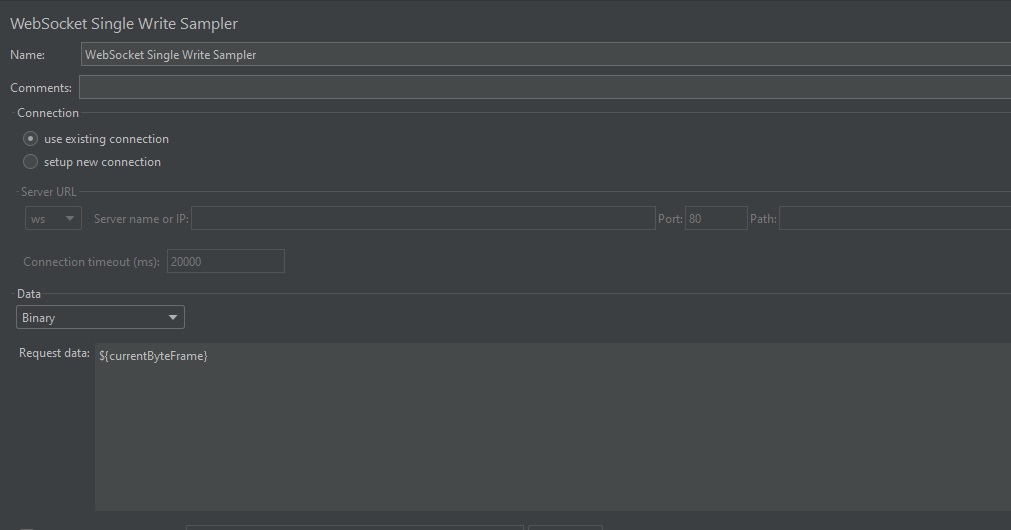 WebSocket Single Write Sampler
Name: WebSocket Single Write Sampler
Comments:
Connection
use existing connection
setup new connection
Server URL
ws Server name or IP: Port: 80 Path:
Connection timeout (ms): 20000
Data
Binary
Request data: ${currentByteFrame}